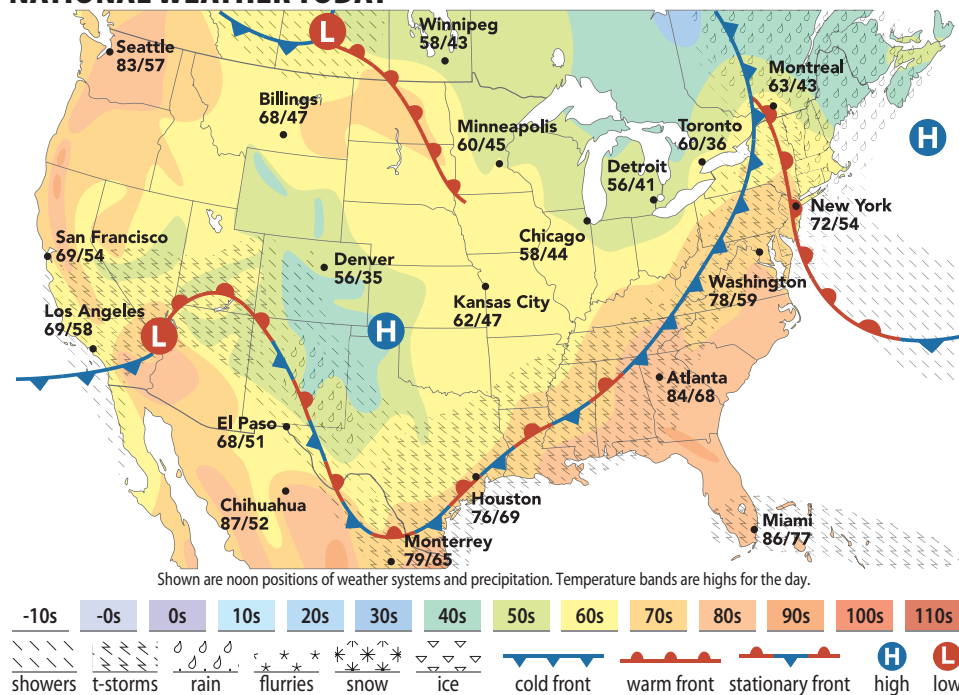 NATIONAL WEATHER TODAY
Winnipeg
58/43
Seattle
83/57
Montreal
63/43
Billings
68/47
Minneapolis
60/45
Toronto
60/36
Detroit
56/41
New York
72/54
San Francisco
69/54
Chicago
58/44
Denver
56/35
Washington
78/59
Kansas City
62/47
Los Angeles
69/58
Atlanta
84/68
El Paso
68/51
Chihuahua
87/52
Houston
76/69
Miami
86/77
Monterrey
79/65
L
H
L
H
Shown are noon positions of weather systems and precipitation. Temperature bands are highs for the day.
-10s -0s 0s 10s 20s 30s 40s 50s 60s 70s 80s 90s 100s 110s
H L
showers t-storms rain flurries snow ice cold front warm front stationary front high low